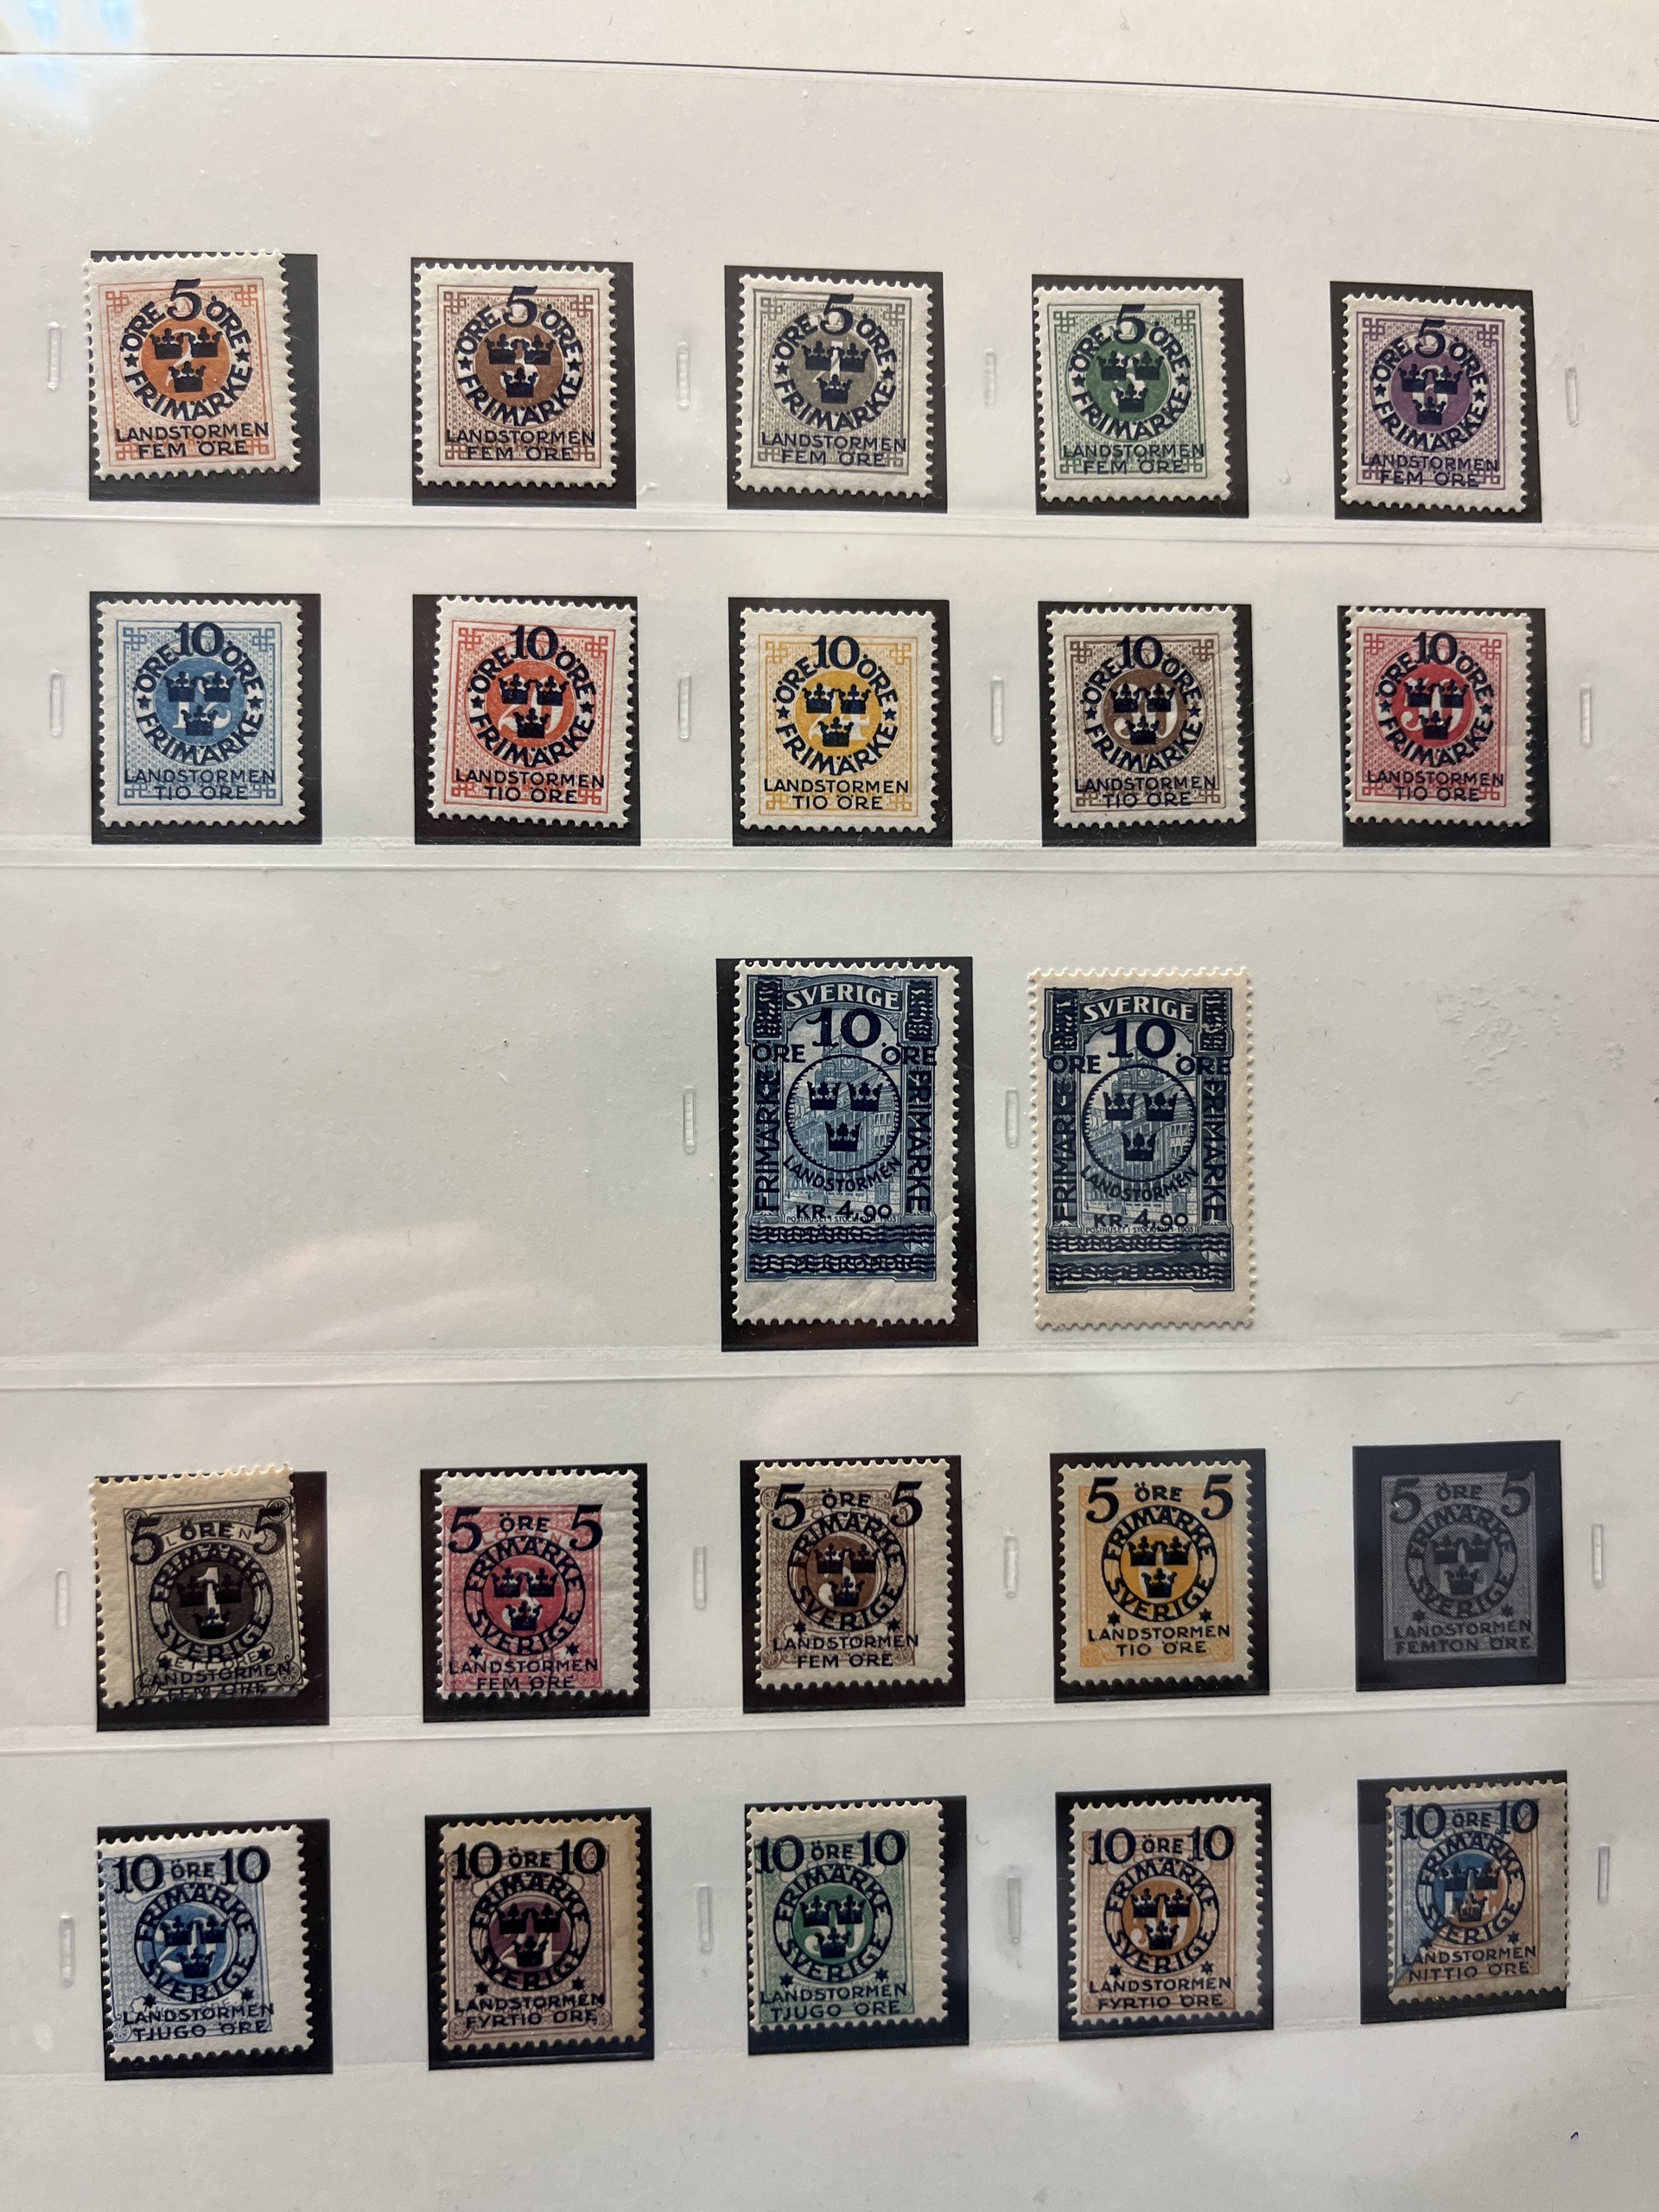 ÖRE 5 ÖRE
FRIMÄRKE
LANDSTORMEN
FEM ÖRE
ÖRE 5 ÖRE
FRIMÄRKE
LANDSTORMEN
FEM ÖRE
ÖRE 5 ÖRE
FRIMÄRKE
LANDSTORMEN
FEM ÖRE
ÖRE 5 ÖRE
FRIMÄRKE
LANDSTORMEN
FEM ÖRE
ÖRE 5 ÖRE
FRIMÄRKE
LANDSTORMEN
FEM ÖRE
ÖRE 10 ÖRE
FRIMÄRKE
LANDSTORMEN
TIO ÖRE
ÖRE 10 ÖRE
20
FRIMÄRKE
LANDSTORMEN
TIO ÖRE
ÖRE 10 ÖRE
24
FRIMÄRKE
LANDSTORMEN
TIO ÖRE
ÖRE 10 ÖRE
FRIMÄRKE
LANDSTORMEN
TIO ÖRE
ÖRE 10 ÖRE
50
FRIMÄRKE
LANDSTORMEN
TIO ÖRE
SVERIGE
10
ÖRE ÖRE
FRIMÄRKE
FRIMÄRKE
LANDSTORMEN
KR. 4,90
SVERIGE
10
ÖRE ÖRE
FRIMÄRKE
FRIMÄRKE
LANDSTORMEN
KR. 4,90
5 ÖRE 5
FRIMÄRKE
1
SVERIGE
LANDSTORMEN
FEM ÖRE
5 ÖRE 5
FRIMÄRKE
SVERIGE
LANDSTORMEN
FEM ÖRE
5 ÖRE 5
FRIMÄRKE
SVERIGE
LANDSTORMEN
FEM ÖRE
5 ÖRE 5
FRIMÄRKE
SVERIGE
LANDSTORMEN
TIO ÖRE
5 ÖRE 5
FRIMÄRKE
SVERIGE
LANDSTORMEN
FEMTON ÖRE
10 ÖRE 10
FRIMÄRKE
SVERIGE
LANDSTORMEN
TJUGO ÖRE
10 ÖRE 10
FRIMÄRKE
SVERIGE
LANDSTORMEN
FYRTIO ÖRE
10 ÖRE 10
FRIMÄRKE
SVERIGE
LANDSTORMEN
TJUGO ÖRE
10 ÖRE 10
FRIMÄRKE
SVERIGE
LANDSTORMEN
FYRTIO ÖRE
10 ÖRE 10
FRIMÄRKE
SVERIGE
LANDSTORMEN
NITTIO ÖRE